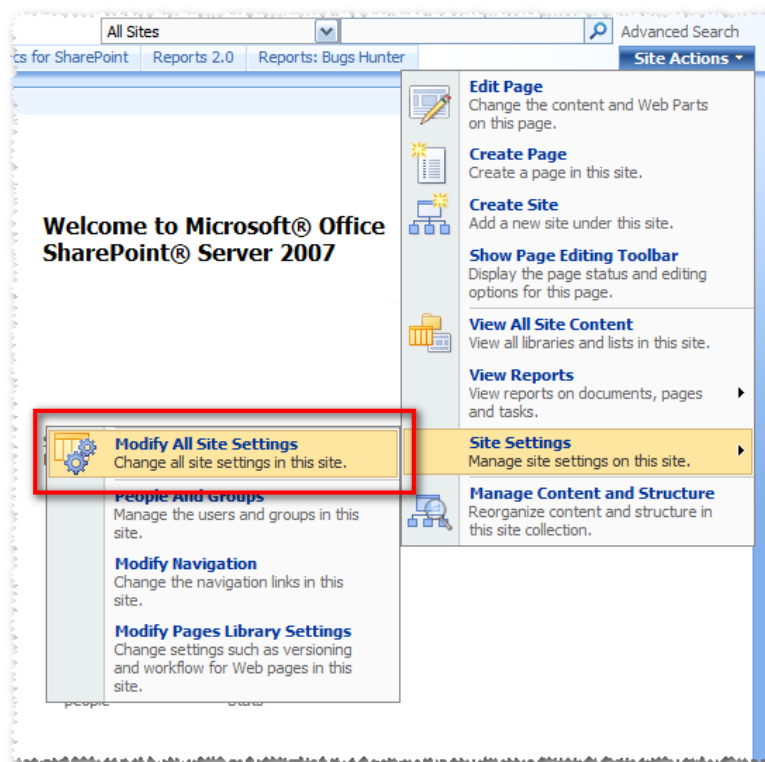 All Sites
Advanced Search
cs for SharePoint Reports 2.0 Reports: Bugs Hunter
Site Actions
Edit Page
Change the content and Web Parts
on this page.
Create Page
Create a page in this site.
Create Site
Add a new site under this site.
Show Page Editing Toolbar
Display the page status and editing
options for this page.
View All Site Content
View all libraries and lists in this site.
View Reports
View reports on documents, pages
and tasks.
Site Settings
Manage site settings on this site.
Manage Content and Structure
Reorganize content and structure in
this site collection.
Welcome to Microsoft® Office
SharePoint® Server 2007
Modify All Site Settings
Change all site settings in this site.
People And Groups
Manage the users and groups in this
site.
Modify Navigation
Change the navigation links in this
site.
Modify Pages Library Settings
Change settings such as versioning
and workflow for Web pages in this
site.